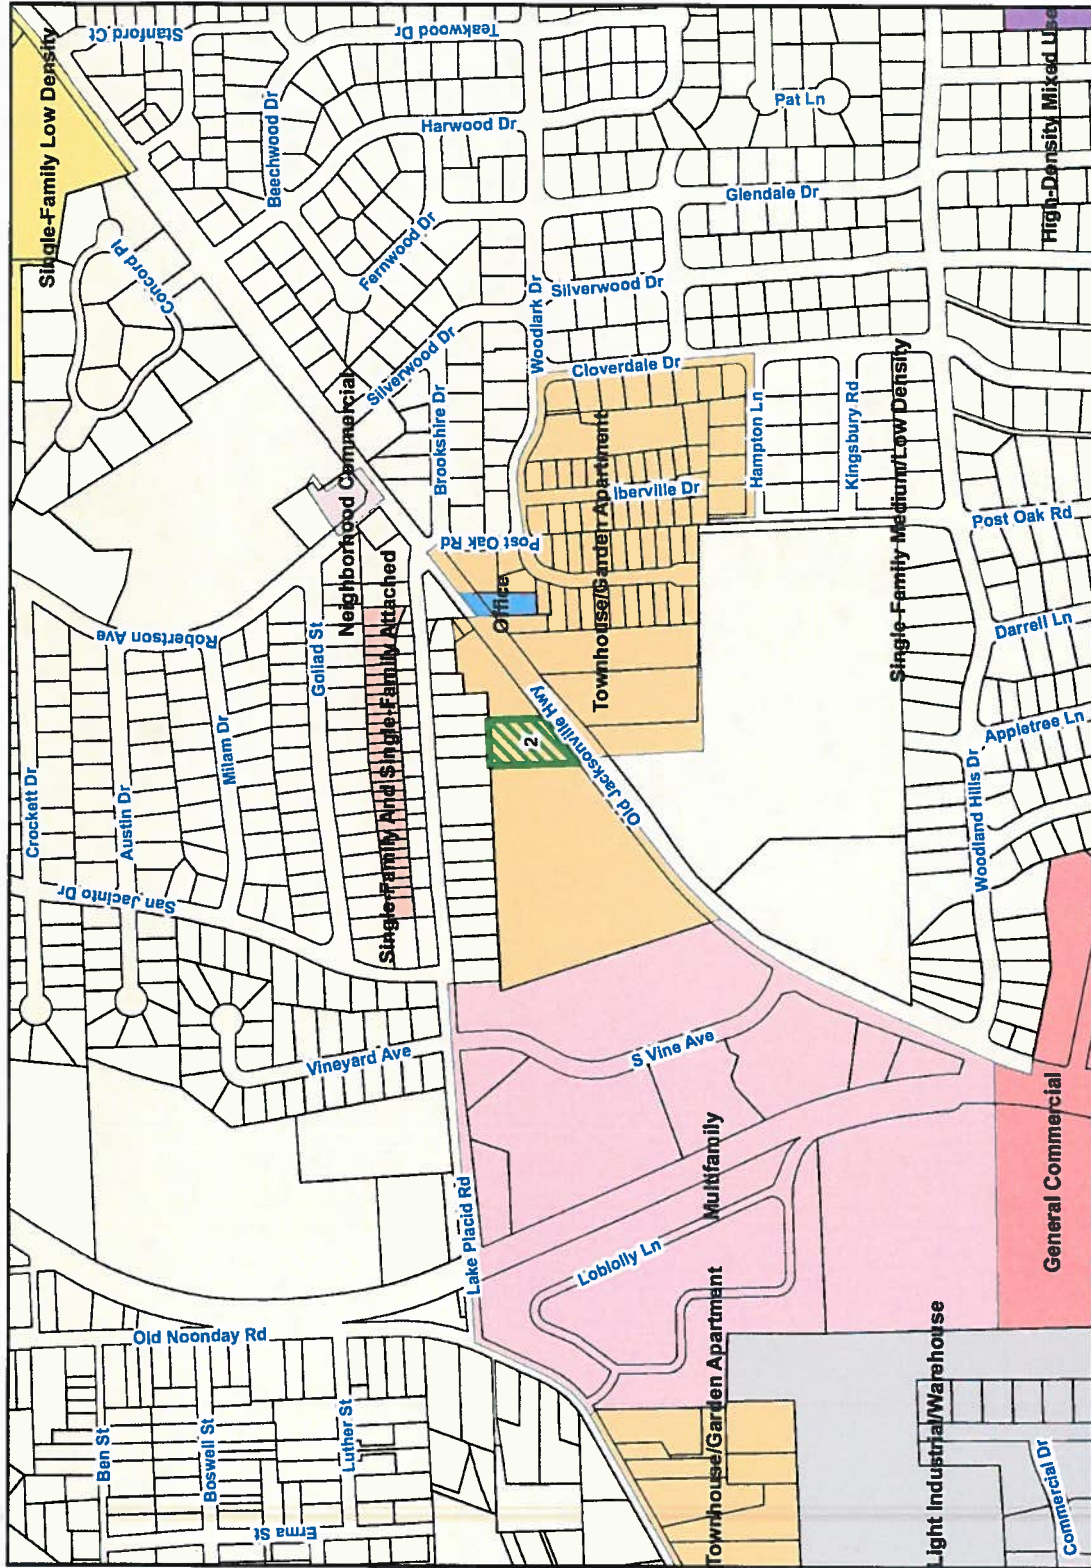 Stanford Ct
Teakwood Dr
Single-Family Low Density
High-Density Mixed Use
Beechwood Dr
Harwood Dr
Pat Ln
Glendale Dr
Concord Pl
Fernwood Dr
Silverwood Dr
Woodlark Dr
Silverwood Dr
Cloverdale Dr
Brookshire Dr
Hampton Ln
Kingsbury Rd
Neighborhood Commercial
Iberville Dr
Post Oak Rd
Post Oak Rd
Townhouse/Garden Apartment
Single-Family Medium/Low Density
Office
Robertson Ave
Goliad St
Single-Family And Single-Family Attached
Darrell Ln
Milam Dr
2
Old Jacksonville Hwy
Appletree Ln
Crockett Dr
Austin Dr
Woodland Hills Dr
San Jacinto Dr
Vineyard Ave
S Vine Ave
General Commercial
Multifamily
Lake Placid Rd
Loblolly Ln
Old Noonday Rd
Townhouse/Garden Apartment
Light Industrial/Warehouse
Ben St
Boswell St
Luther St
Erma St
Commercial Dr